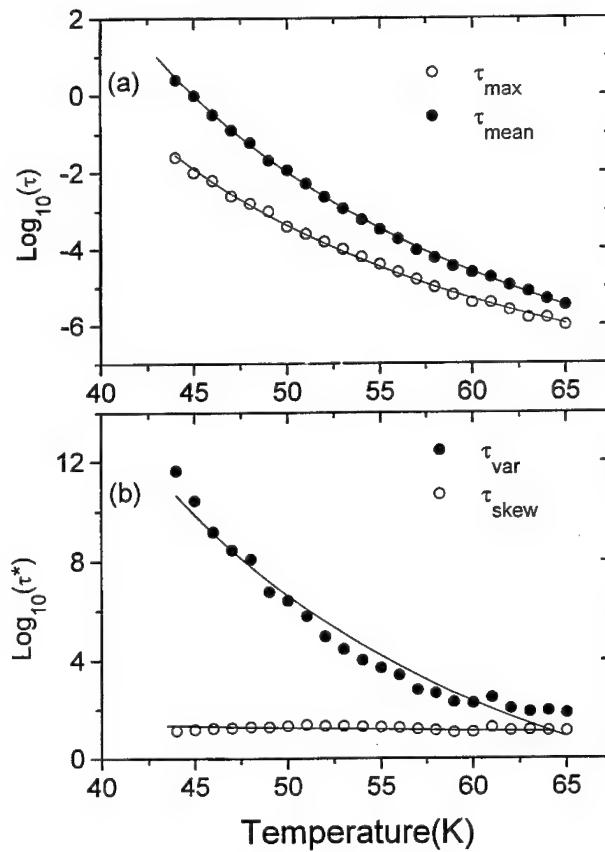 2
(a)
τmax
0
τmean
-2
Log10(τ)
-4
-6
40 45 50 55 60 65
τvar
12
τskew
(b)
8
Log10(τ*)
4
0
40 45 50 55 60 65
Temperature(K)